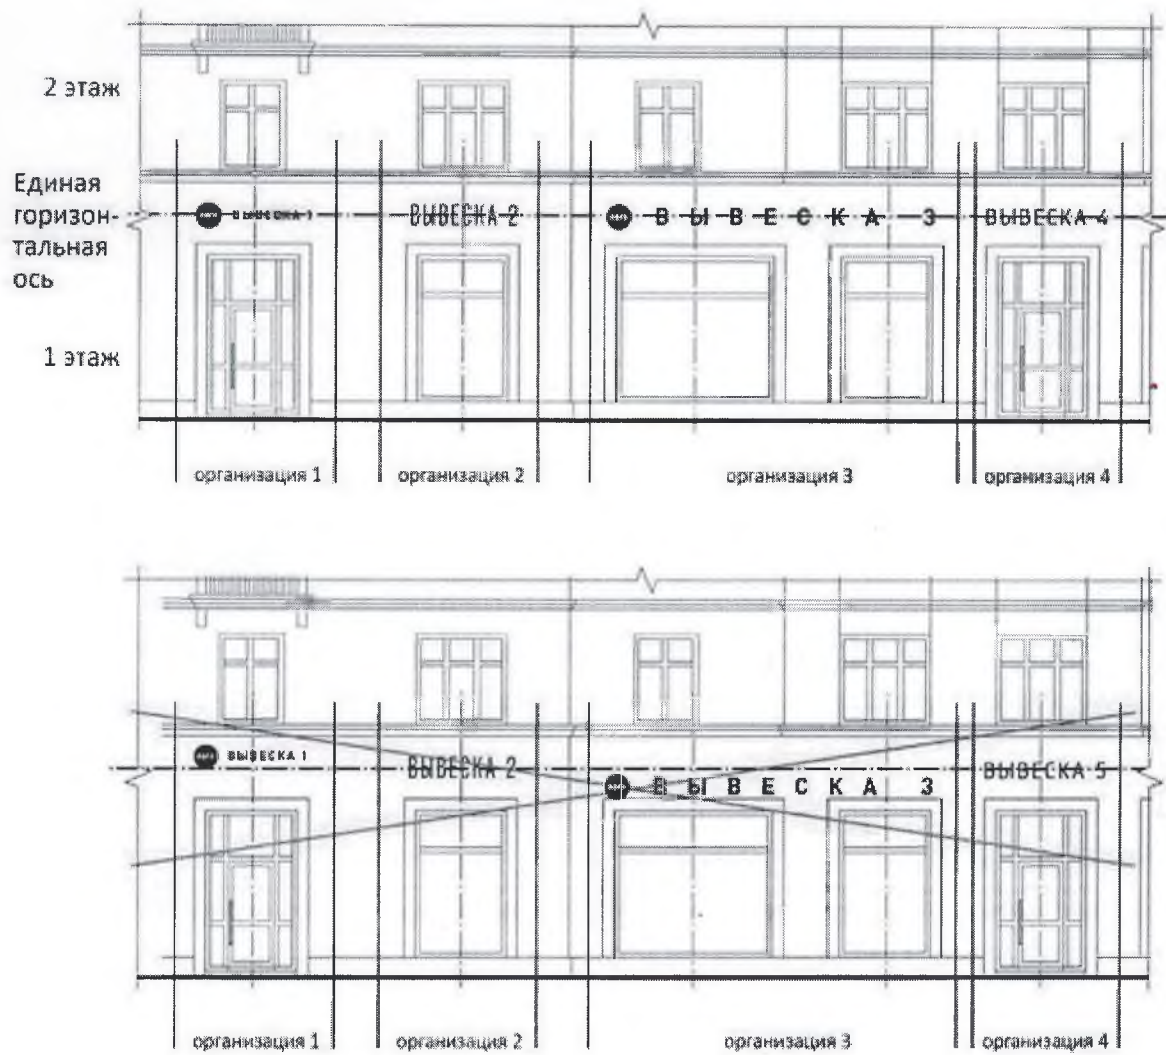 2 этаж
Единая
горизон-
тальная
ось
ВЫВЕСКА 1
ВЫВЕСКА 2
ВЫВЕСКА 3
ВЫВЕСКА 4
1 этаж
организация 1
организация 2
организация 3
организация 4
ВЫВЕСКА 1
ВЫВЕСКА 2
ВЫВЕСКА 3
ВЫВЕСКА 5
организация 1
организация 2
организация 3
организация 4